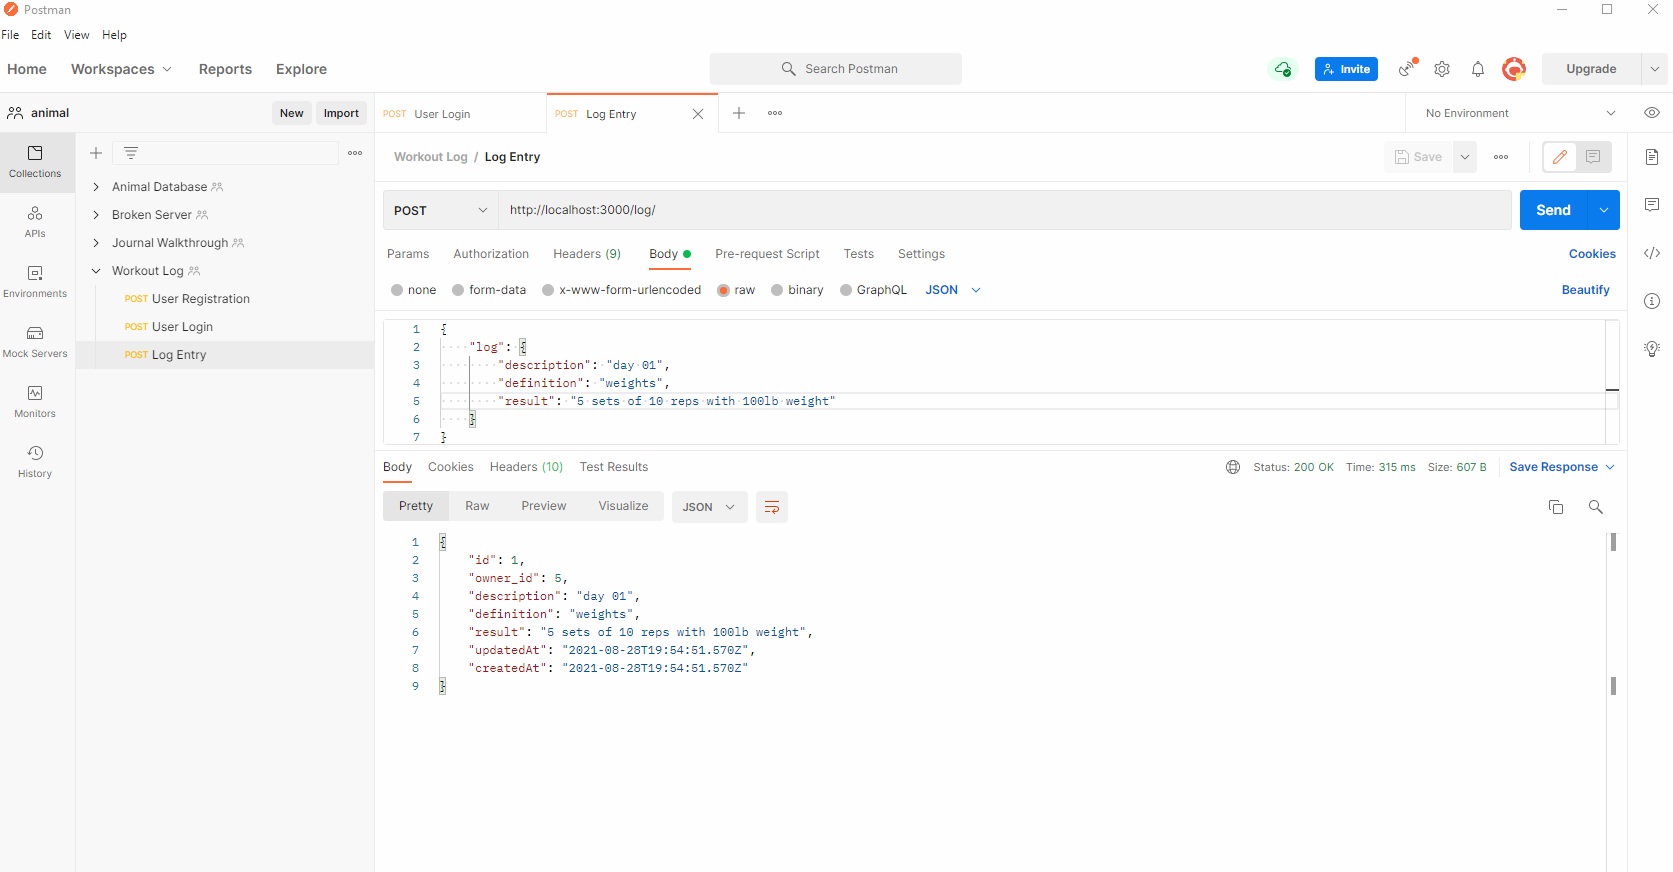 Postman
File Edit View Help
Home Workspaces Reports Explore
Search Postman
Invite
Upgrade
animal
New Import
POST User Login
POST Log Entry
No Environment
Collections
APIs
Environments
Mock Servers
Monitors
History
Animal Database
Broken Server
Journal Walkthrough
Workout Log
POST User Registration
POST User Login
POST Log Entry
Workout Log / Log Entry
Save
POST http://localhost:3000/log/
Send
Params Authorization Headers (9) Body Pre-request Script Tests Settings Cookies
none form-data x-www-form-urlencoded raw binary GraphQL JSON Beautify
1 {
2 "log": {
3 "description": "day 01",
4 "definition": "weights",
5 "result": "5 sets of 10 reps with 100lb weight"
6 }
7 }
Body Cookies Headers (10) Test Results Status: 200 OK Time: 315 ms Size: 607 B Save Response
Pretty Raw Preview Visualize JSON
1 {
2 "id": 1,
3 "owner_id": 5,
4 "description": "day 01",
5 "definition": "weights",
6 "result": "5 sets of 10 reps with 100lb weight",
7 "updatedAt": "2021-08-28T19:54:51.570Z",
8 "createdAt": "2021-08-28T19:54:51.570Z"
9 }